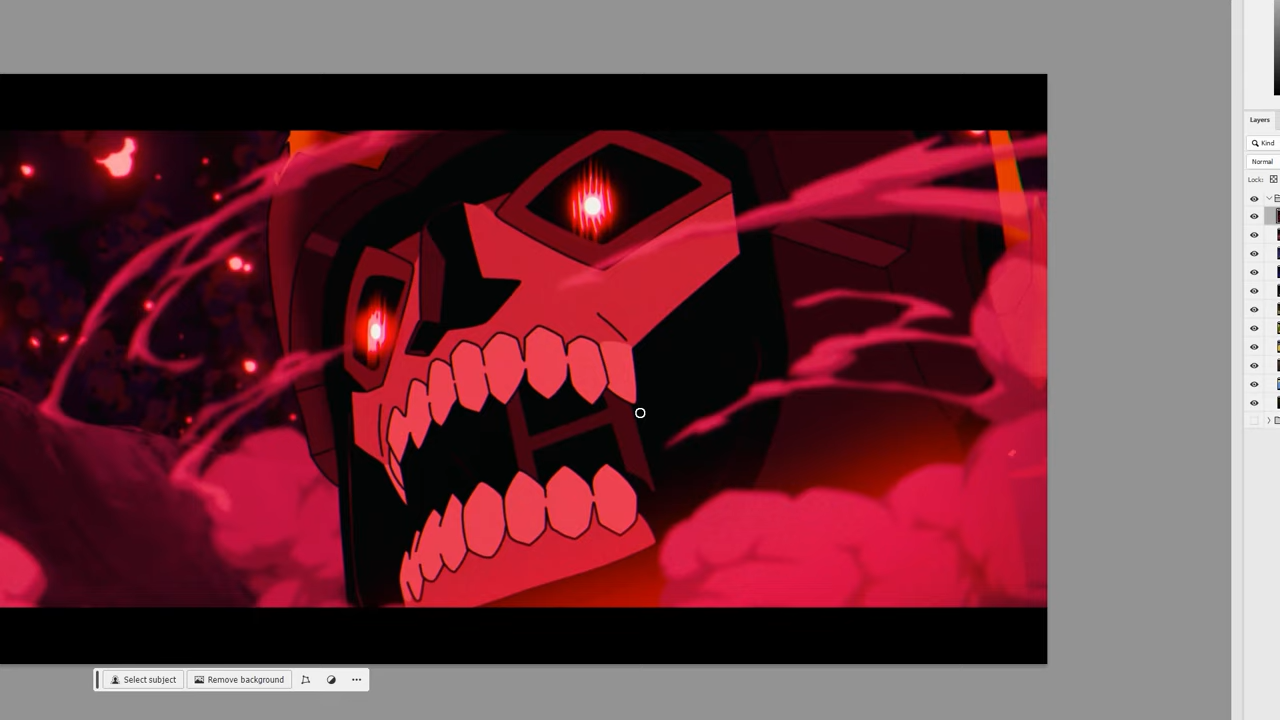 Layers
Kind
Normal
Lock:
Select subject
Remove background